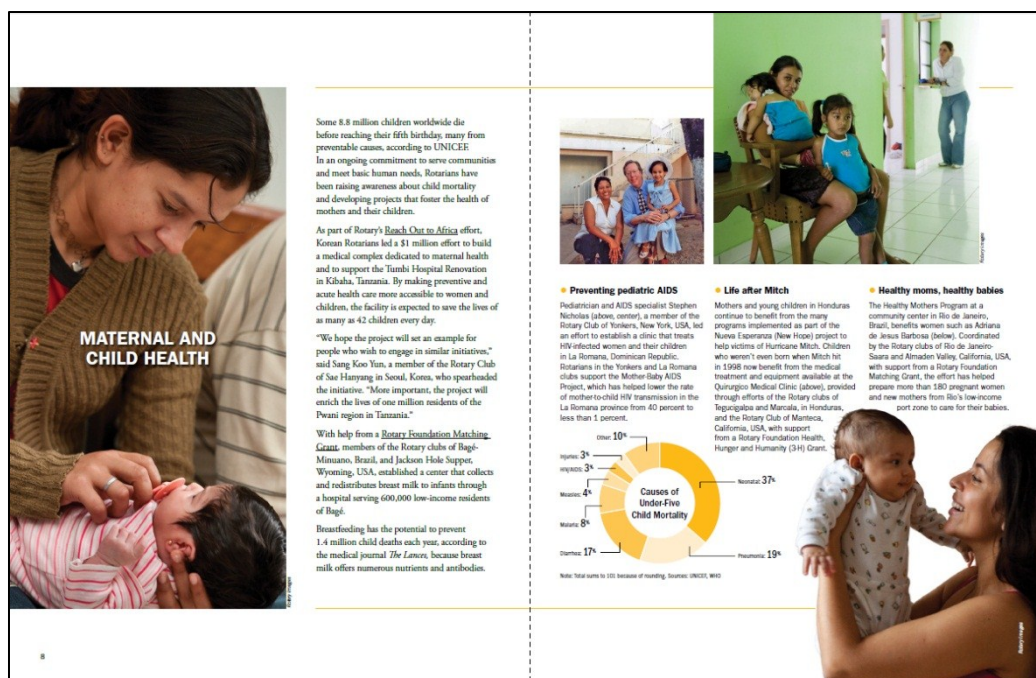 MATERNAL AND
CHILD HEALTH
Rotary Images
8
Some 8.8 million children worldwide die
before reaching their fifth birthday, many from
preventable causes, according to UNICEF.
In an ongoing commitment to serve communities
and meet basic human needs, Rotarians have
been raising awareness about child mortality
and developing projects that foster the health of
mothers and their children.
As part of Rotary's Reach Out to Africa effort,
Korean Rotarians led a $1 million effort to build
a medical complex dedicated to maternal health
and to support the Tumbi Hospital Renovation
in Kibaha, Tanzania. By making preventive and
acute health care more accessible to women and
children, the facility is expected to save the lives of
as many as 42 children every day.
"We hope the project will set an example for
people who wish to engage in similar initiatives,"
said Sang Koo Yun, a member of the Rotary Club
of Sae Hanyang in Seoul, Korea, who spearheaded
the initiative. "More important, the project will
enrich the lives of one million residents of the
Pwani region in Tanzania."
With help from a Rotary Foundation Matching
Grant, members of the Rotary clubs of Bagé-
Minuano, Brazil, and Jackson Hole Supper,
Wyoming, USA, established a center that collects
and redistributes breast milk to infants through
a hospital serving 600,000 low-income residents
of Bagé.
Breastfeeding has the potential to prevent
1.4 million child deaths each year, according to
the medical journal The Lancet, because breast
milk offers numerous nutrients and antibodies.
Rotary Images
Preventing pediatric AIDS
Pediatrician and AIDS specialist Stephen
Nicholas (above, center), a member of the
Rotary Club of Yonkers, New York, USA, led
an effort to establish a clinic that treats
HIV-infected women and their children
in La Romana, Dominican Republic.
Rotarians in the Yonkers and La Romana
clubs support the Mother-Baby AIDS
Project, which has helped lower the rate
of mother-to-child HIV transmission in the
La Romana province from 40 percent to
less than 1 percent.
Life after Mitch
Mothers and young children in Honduras
continue to benefit from the many
programs implemented as part of the
Nueva Esperanza (New Hope) project to
help victims of Hurricane Mitch. Children
who weren't even born when Mitch hit
in 1998 now benefit from the medical
treatment and equipment available at the
Quirurgico Medical Clinic (above), provided
through efforts of the Rotary clubs of
Tegucigalpa and Marcala, in Honduras,
and the Rotary Club of Manteca,
California, USA, with support
from a Rotary Foundation Health,
Hunger and Humanity (3-H) Grant.
Healthy moms, healthy babies
The Healthy Mothers Program at a
community center in Rio de Janeiro,
Brazil, benefits women such as Adriana
de Jesus Barbosa (below). Coordinated
by the Rotary clubs of Rio de Janeiro-
Saara and Almaden Valley, California, USA,
with support from a Rotary Foundation
Matching Grant, the effort has helped
prepare more than 180 pregnant women
and new mothers from Rio's low-income
port zone to care for their babies.
Causes of
Under-Five
Child Mortality
Other: 10%
Injuries: 3%
HIV/AIDS: 3%
Measles: 4%
Malaria: 8%
Diarrhea: 17%
Neonatal: 37%
Pneumonia: 19%
Note: Total sums to 101 because of rounding. Sources: UNICEF, WHO
Rotary Images